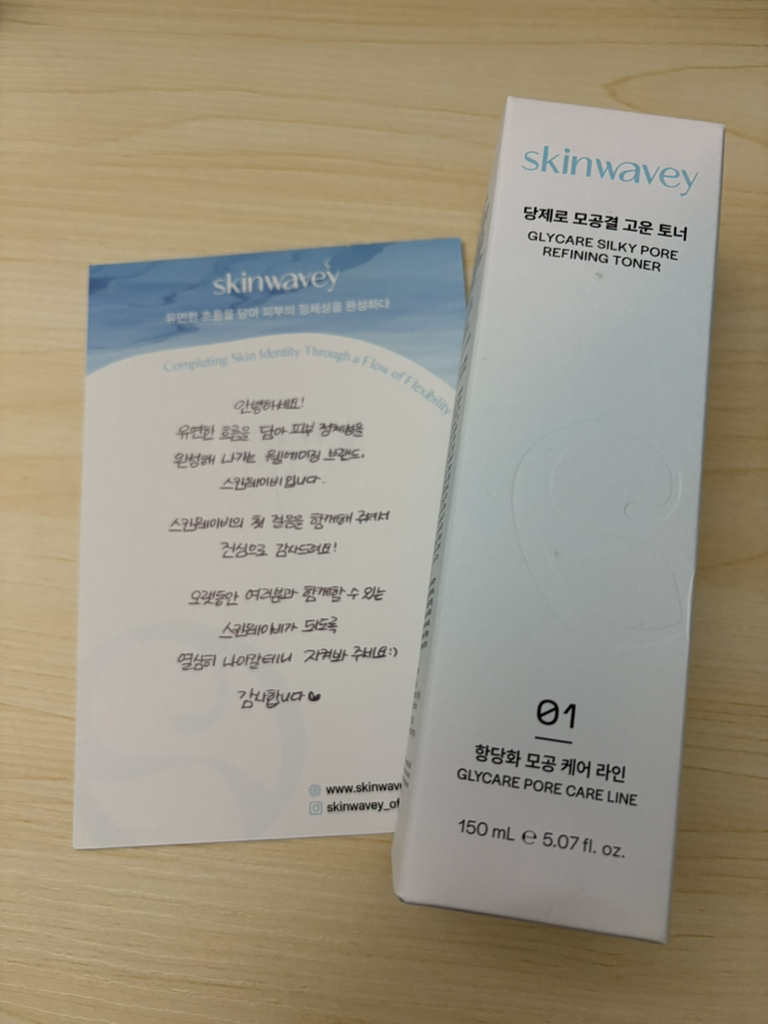 skinwavey
유연한 흐름을 담아 피부의 정체성을 완성하다
Completing Skin Identity Through a Flow of Flexibility
안녕하세요!
유연한 흐름을 담아 피부 정체성을
완성해 나가는 웰에이징 브랜드,
스킨웨이비입니다.
스킨웨이비의 첫 걸음을 함께해 주셔서
진심으로 감사드려요!
오랫동안 여러분과 함께할 수 있는
스킨웨이비가 되도록
열심히 나아갈테니 지켜봐 주세요:)
감사합니다
www.skinwave
skinwavey_of
skinwavey
당제로 모공결 고운 토너
GLYCARE SILKY PORE
REFINING TONER
01
항당화 모공 케어 라인
GLYCARE PORE CARE LINE
150 mL e 5.07 fl. oz.